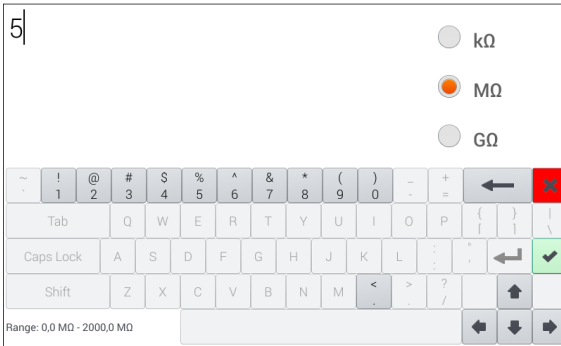 5
kΩ
MΩ
GΩ
~ ! @ # $ % ^ & * ( ) _ +
` 1 2 3 4 5 6 7 8 9 0 - =
Tab Q W E R T Y U I O P { } |
[ ] \
Caps Lock A S D F G H J K L : "
; '
Shift Z X C V B N M < > ?
. . /
Range: 0,0 MΩ - 2000,0 MΩ